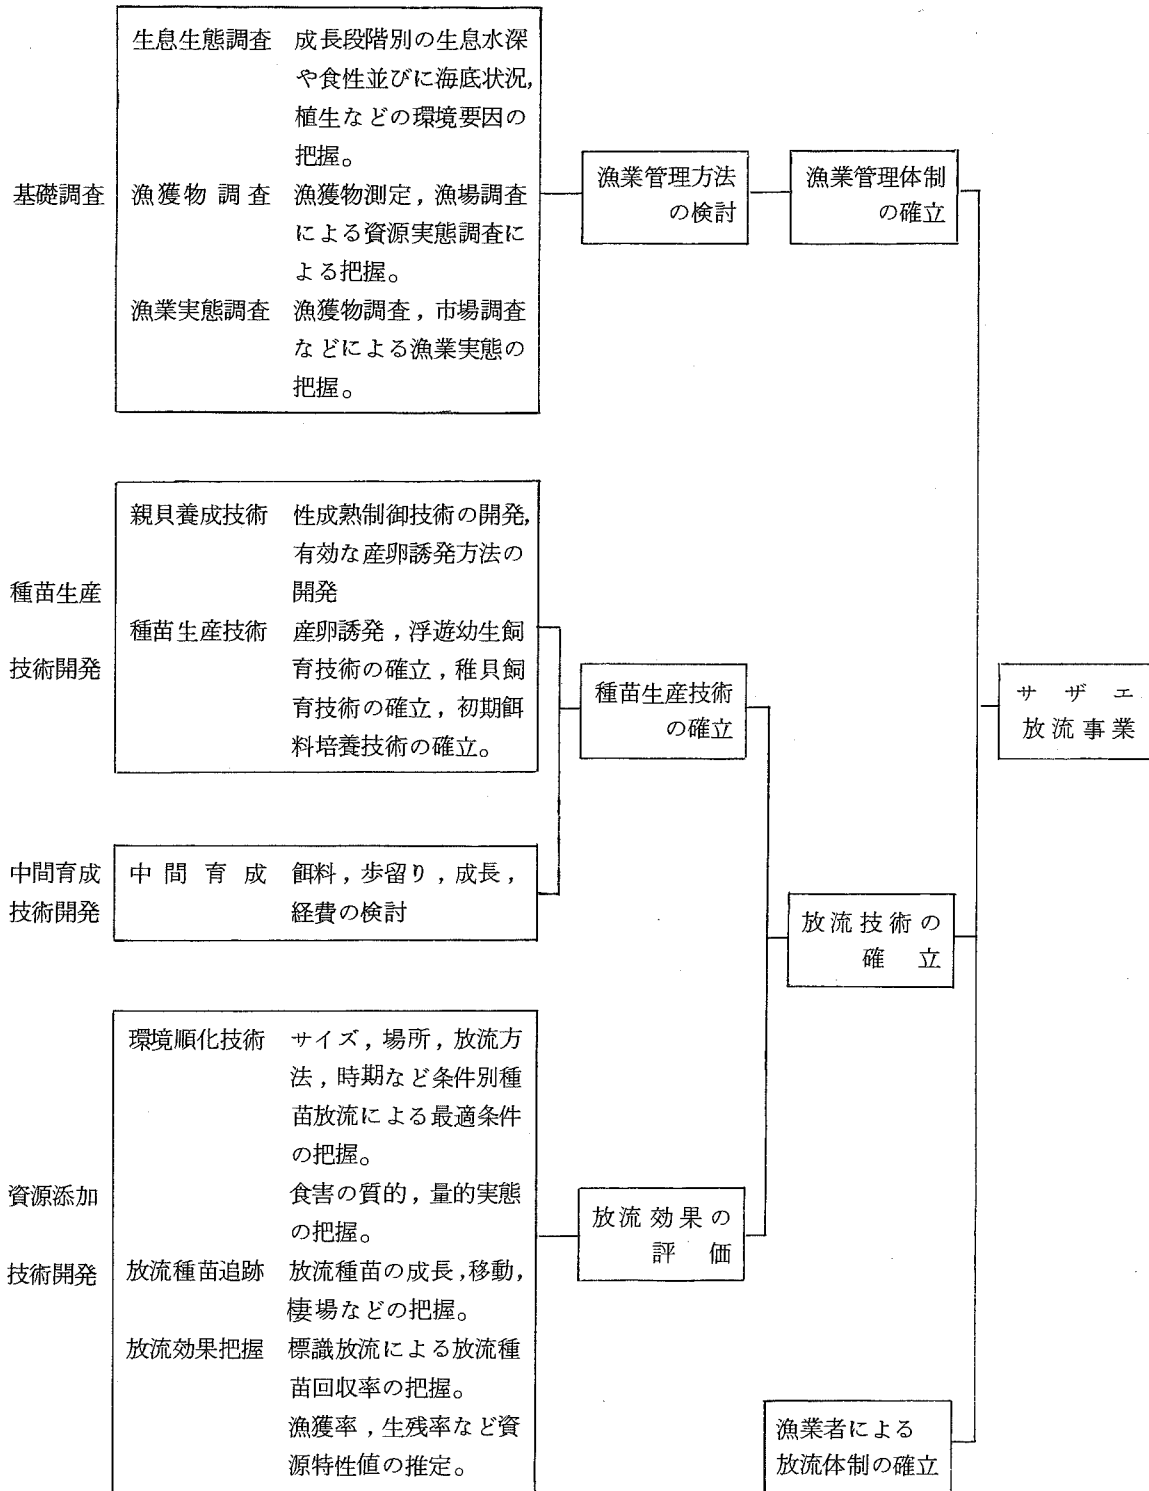 基礎調査
生息生態調査 成長段階別の生息水深
や食性並びに海底状況,
植生などの環境要因の
把握。
漁獲物調査 漁獲物測定,漁場調査
による資源実態調査に
よる把握。
漁業実態調査 漁獲物調査,市場調査
などによる漁業実態の
把握。
漁業管理方法
の検討
漁業管理体制
の確立
種苗生産
技術開発
親貝養成技術 性成熟制御技術の開発,
有効な産卵誘発方法の
開発
種苗生産技術 産卵誘発,浮遊幼生飼
育技術の確立,稚貝飼
育技術の確立,初期餌
料培養技術の確立。
種苗生産技術
の確立
サザエ
放流事業
中間育成
技術開発
中間育成 餌料,歩留り,成長,
経費の検討
放流技術の
確立
資源添加
技術開発
環境順化技術 サイズ,場所,放流方
法,時期など条件別種
苗放流による最適条件
の把握。
食害の質的,量的実態
の把握。
放流種苗追跡 放流種苗の成長,移動,
棲場などの把握。
放流効果把握 標識放流による放流種
苗回収率の把握。
漁獲率,生残率など資
源特性値の推定。
放流効果の
評価
漁業者による
放流体制の確立